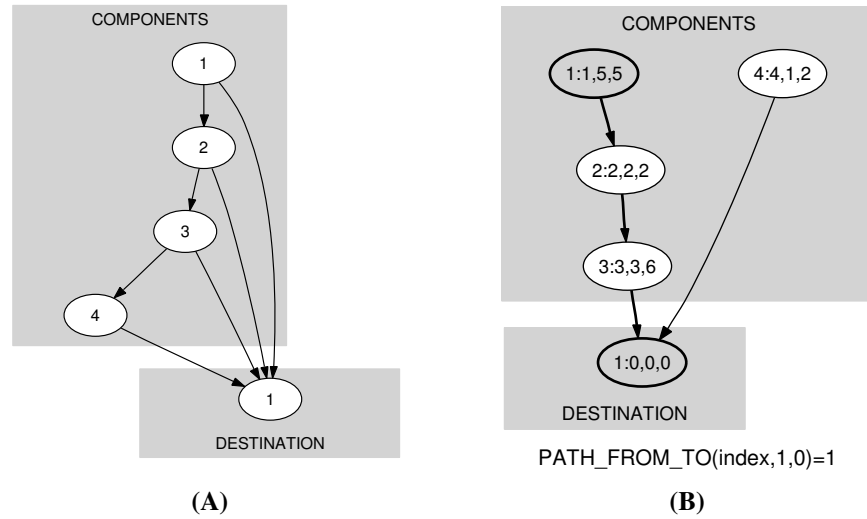 COMPONENTS
1
2
3
4
1
DESTINATION
(A)
COMPONENTS
1:1,5,5
4:4,1,2
2:2,2,2
3:3,3,6
1:0,0,0
DESTINATION
PATH_FROM_TO(index,1,0)=1
(B)